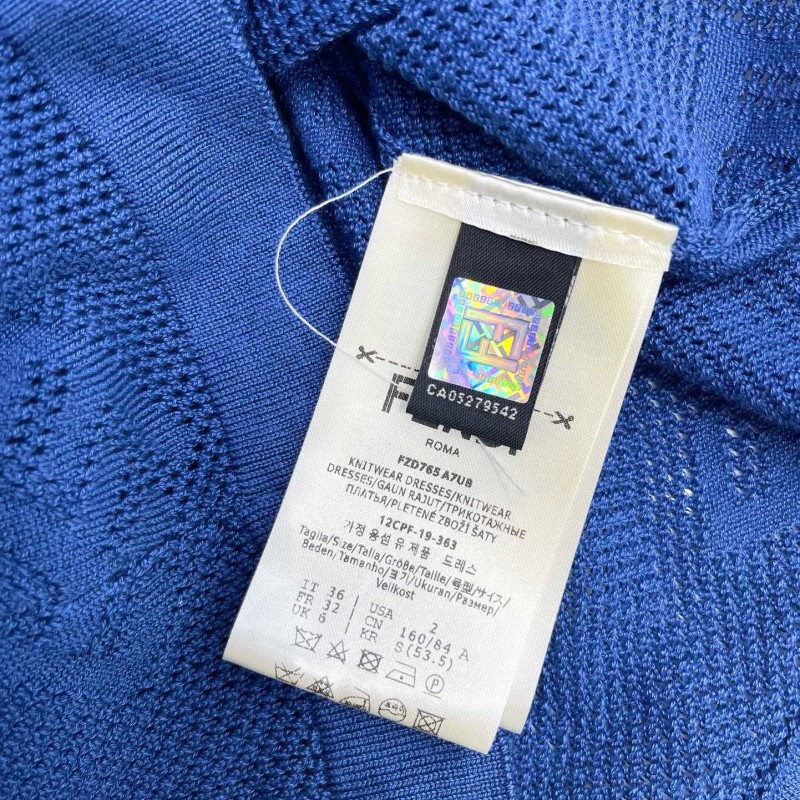 CA05279542
ROMA
FZD765 A7U8
KNITWEAR DRESSES/KNITWEAR
DRESSES/GAUN RAJUT/ТРИКОТАЖНЫЕ
ПЛАТЬЯ/PLETENÉ ZBOŽÍ ŠATY
12CPF-19-363
가정 용섬 유 제품 드레스
Taglia/Size/Talla/Größe/Taille/号型/サイズ/
Beden/Tamanho/크기/Ukuran/Размер/
Velikost
IT 36 USA 2
FR 32 CN 160/84 A
UK 6 KR S(53.5)